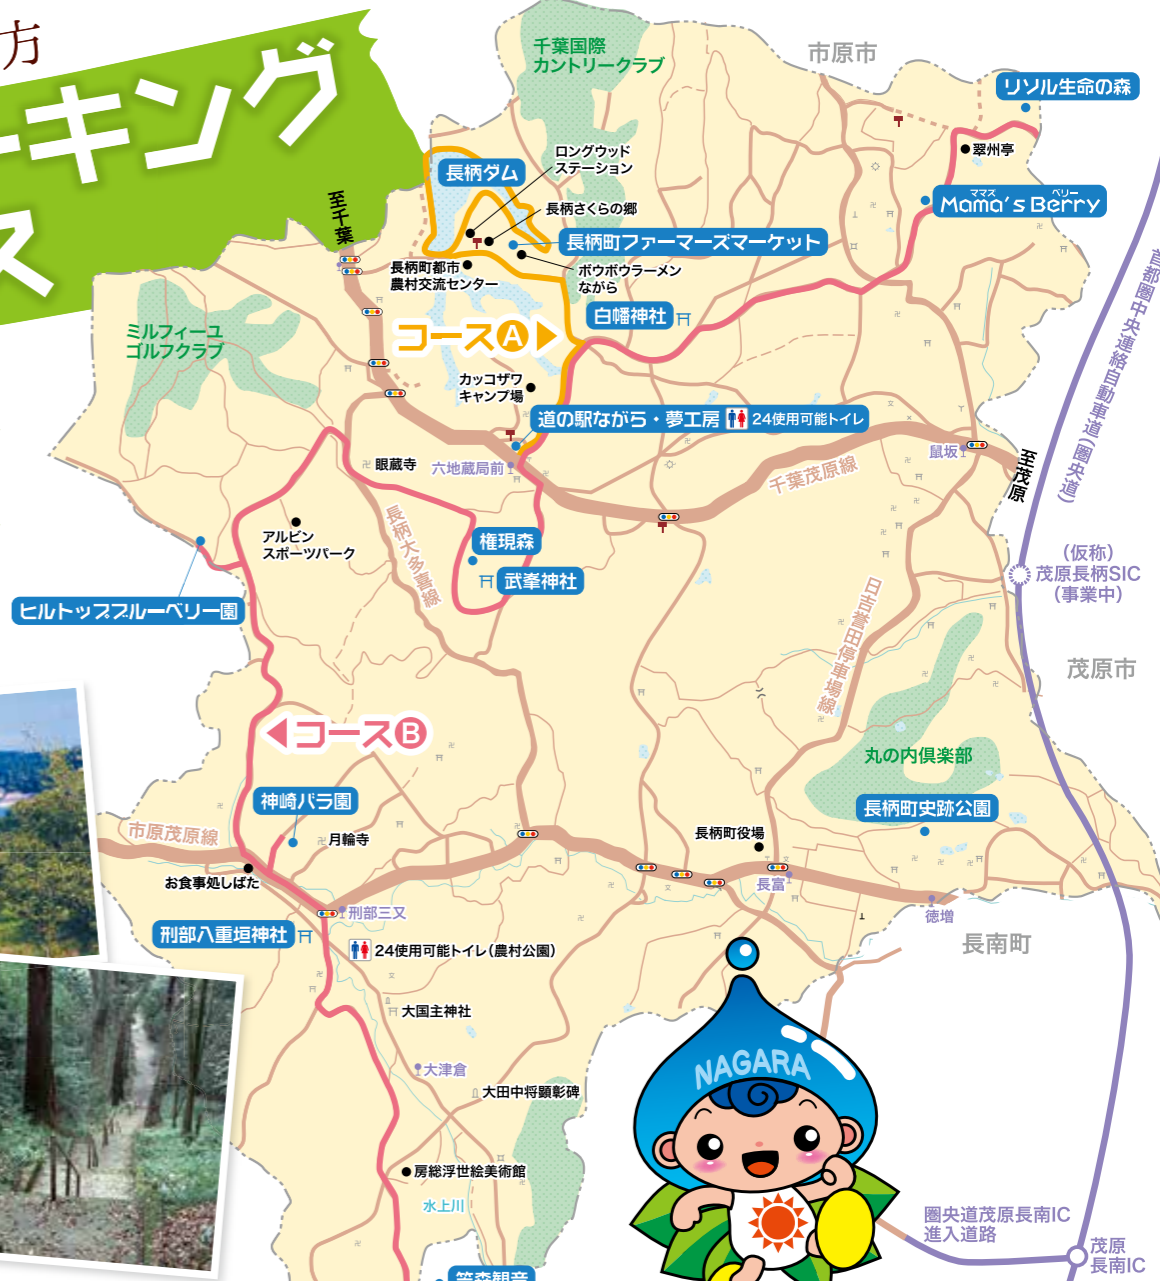 方
ーキング
ス
千葉国際
カントリークラブ
市原市
リソル生命の森
翠州亭
ママズ ベリー
Mama's Berry
至千葉
長柄ダム
ロングウッド
ステーション
長柄さくらの郷
長柄町ファーマーズマーケット
長柄町都市
農村交流センター
ボウボウラーメン
ながら
白幡神社
コースA
ミルフィーユ
ゴルフクラブ
カッコザワ
キャンプ場
道の駅ながら・夢工房 24使用可能トイレ
首都圏中央連絡自動車道(圏央道)
眼蔵寺
六地蔵局前
鼠坂
至茂原
千葉茂原線
長柄大多喜線
アルビン
スポーツパーク
権現森
武峯神社
(仮称)
茂原長柄SIC
(事業中)
ヒルトップブルーベリー園
日吉誉田停車場線
茂原市
コースB
丸の内倶楽部
神崎バラ園
長柄町史跡公園
市原茂原線
月輪寺
長柄町役場
お食事処しばた
長富
刑部三又
徳増
刑部八重垣神社
24使用可能トイレ(農村公園)
長南町
大国主神社
NAGARA
大津倉
大田中将顕彰碑
房総浮世絵美術館
水上川
圏央道茂原長南IC
進入道路
茂原
長南IC
笠森観音